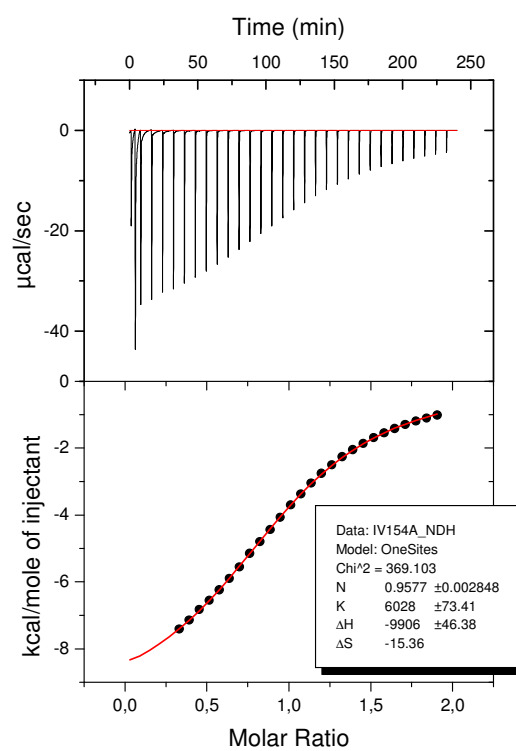 Time (min)
0 50 100 150 200 250
0
-20
-40
µcal/sec
0
-2
-4
-6
-8
kcal/mole of injectant
Data: IV154A_NDH
Model: OneSites
Chi^2 = 369.103
N 0.9577 ±0.002848
K 6028 ±73.41
ΔH -9906 ±46.38
ΔS -15.36
0,0 0,5 1,0 1,5 2,0
Molar Ratio